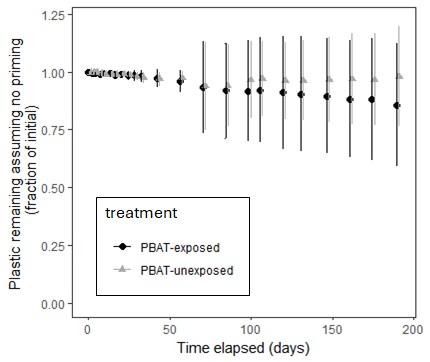 Plastic remaining assuming no priming
(fraction of initial)
1.25
1.00
0.75
0.50
0.25
0.00
treatment
PBAT-exposed
PBAT-unexposed
0 50 100 150 200
Time elapsed (days)